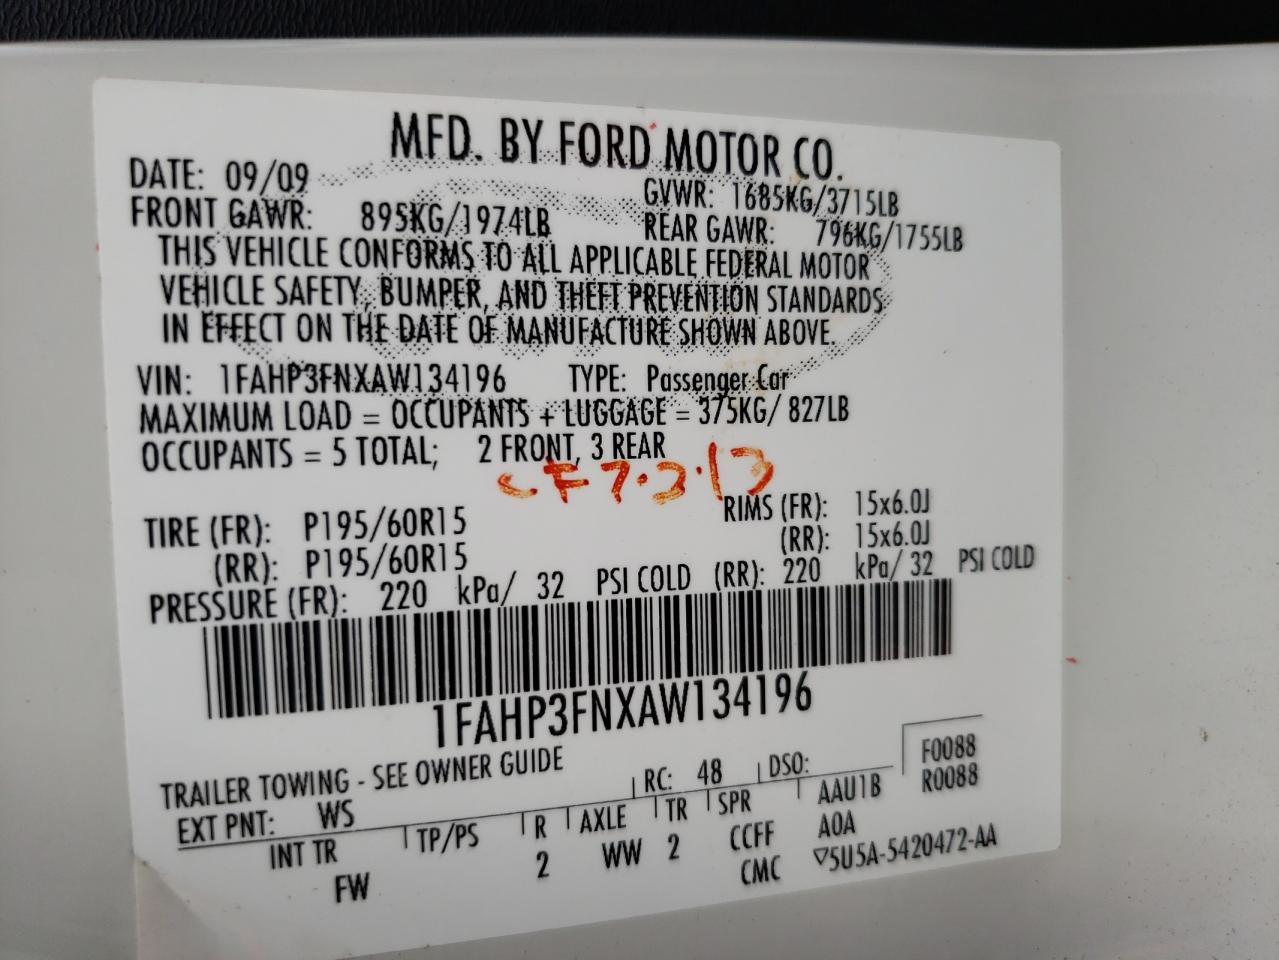 MFD. BY FORD MOTOR CO.
DATE: 09/09 GVWR: 1685KG/3715LB
FRONT GAWR: 895KG/1974LB REAR GAWR: 796KG/1755LB
THIS VEHICLE CONFORMS TO ALL APPLICABLE FEDERAL MOTOR
VEHICLE SAFETY, BUMPER, AND THEFT PREVENTION STANDARDS
IN EFFECT ON THE DATE OF MANUFACTURE SHOWN ABOVE.
VIN: 1FAHP3FNXAW134196 TYPE: Passenger Car
MAXIMUM LOAD = OCCUPANTS + LUGGAGE = 375KG/ 827LB
OCCUPANTS = 5 TOTAL; 2 FRONT, 3 REAR
CF 7.2.13
TIRE (FR): P195/60R15 RIMS (FR): 15x6.0J
(RR): P195/60R15 (RR): 15x6.0J
PRESSURE (FR): 220 kPa/ 32 PSI COLD (RR): 220 kPa/ 32 PSI COLD
1FAHP3FNXAW134196
TRAILER TOWING - SEE OWNER GUIDE
EXT PNT: WS RC: 48 DSO: F0088
R0088
INT TR TP/PS R AXLE TR SPR AAU1B
FW 2 WW 2 CCFF A0A
CMC ▽5U5A-5420472-AA